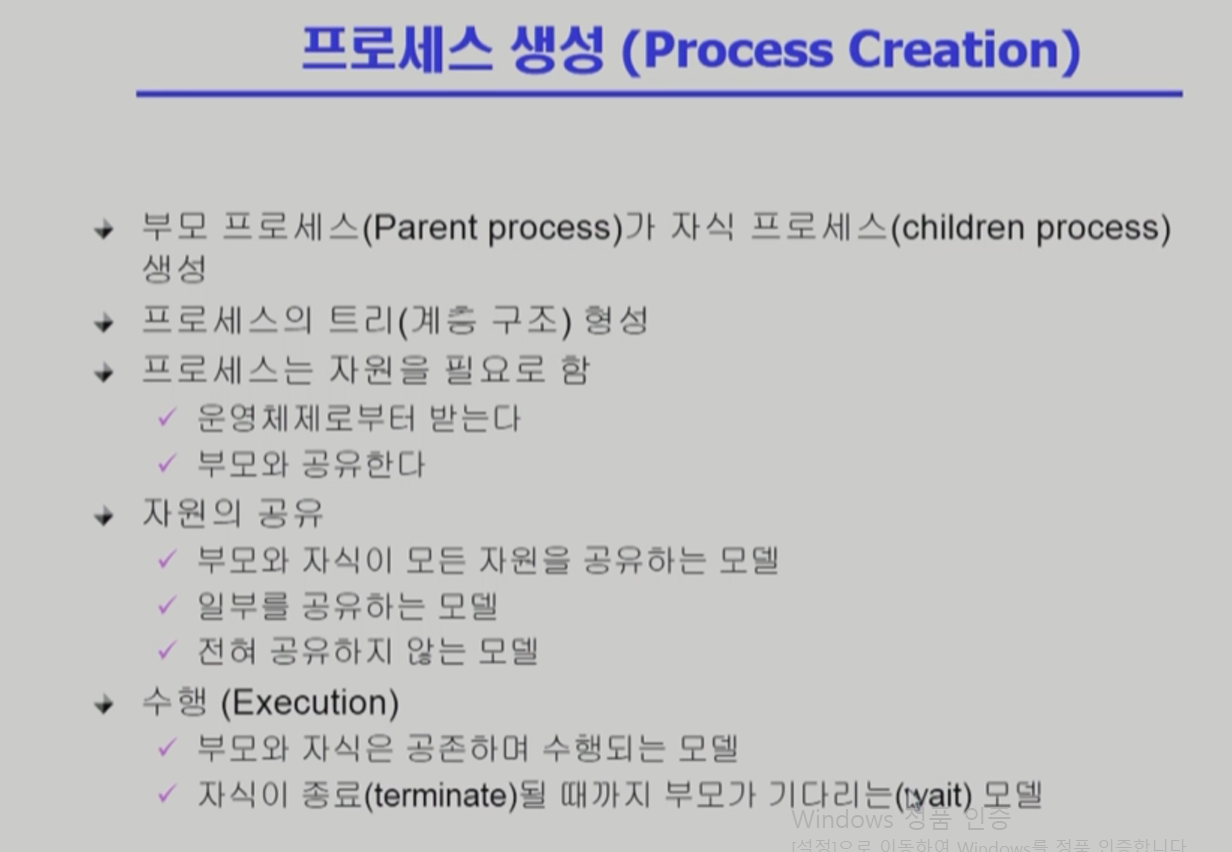 프로세스 생성 (Process Creation)
부모 프로세스(Parent process)가 자식 프로세스(children process)
생성
프로세스의 트리(계층 구조) 형성
프로세스는 자원을 필요로 함
운영체제로부터 받는다
부모와 공유한다
자원의 공유
부모와 자식이 모든 자원을 공유하는 모델
일부를 공유하는 모델
전혀 공유하지 않는 모델
수행 (Execution)
부모와 자식은 공존하며 수행되는 모델
자식이 종료(terminate)될 때까지 부모가 기다리는(wait) 모델
Windows 정품 인증
[설정]으로 이동하여 Windows를 정품 인증합니다